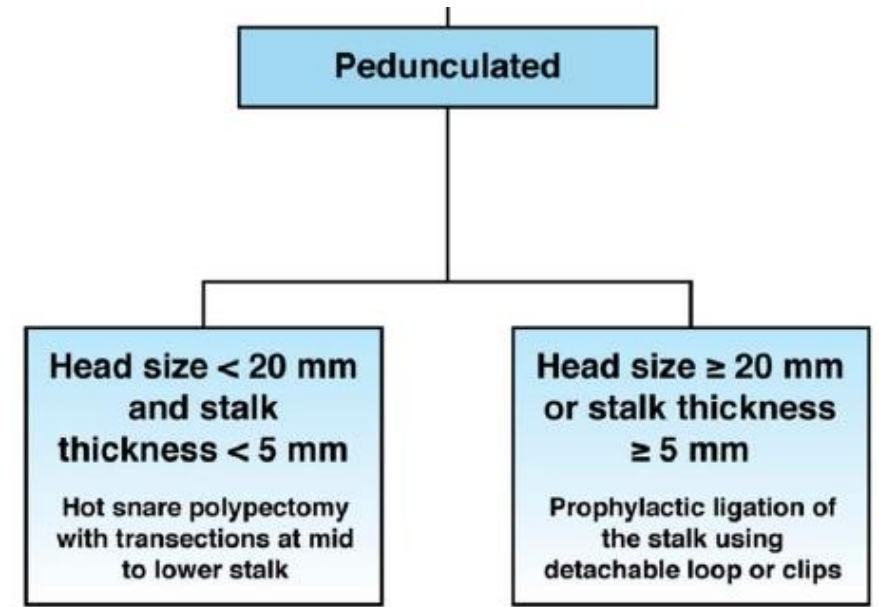 Pedunculated
Head size < 20 mm
and stalk
thickness < 5 mm
Hot snare polypectomy
with transections at mid
to lower stalk
Head size ≥ 20 mm
or stalk thickness
≥ 5 mm
Prophylactic ligation of
the stalk using
detachable loop or clips